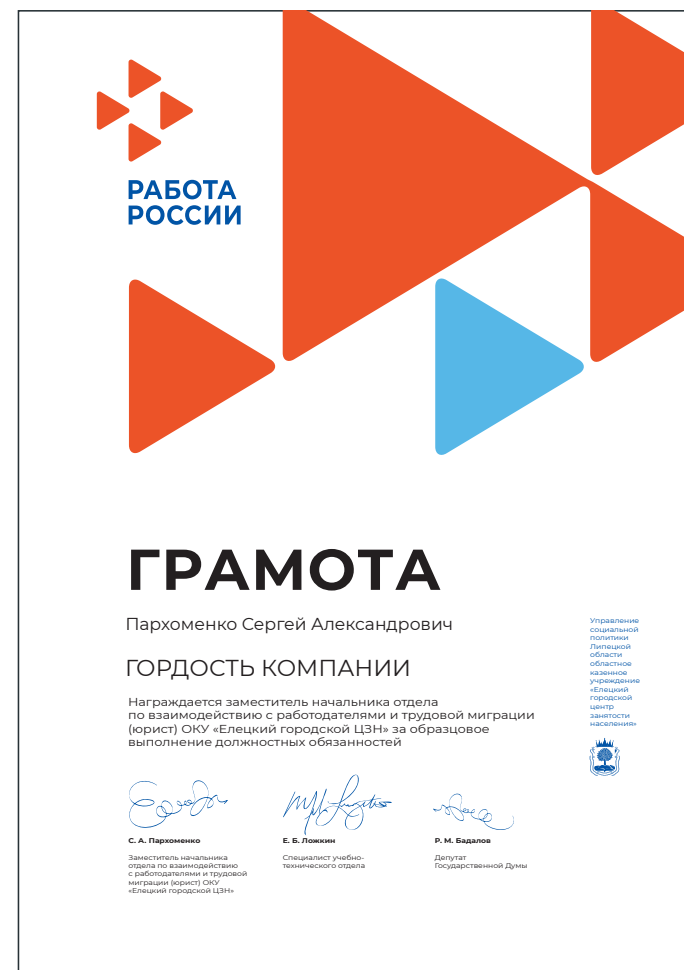 РАБОТА
РОССИИ
ГРАМОТА
Пархоменко Сергей Александрович
ГОРДОСТЬ КОМПАНИИ
Награждается заместитель начальника отдела
по взаимодействию с работодателями и трудовой миграции
(юрист) ОКУ «Елецкий городской ЦЗН» за образцовое
выполнение должностных обязанностей
Управление
социальной
политики
Липецкой
области
областное
казенное
учреждение
«Елецкий
городской
центр
занятости
населения»
С. А. Пархоменко
Заместитель начальника
отдела по взаимодействию
с работодателями и трудовой
миграции (юрист) ОКУ
«Елецкий городской ЦЗН»
Е. Б. Ложкин
Специалист учебно-
технического отдела
Р. М. Бадалов
Депутат
Государственной Думы